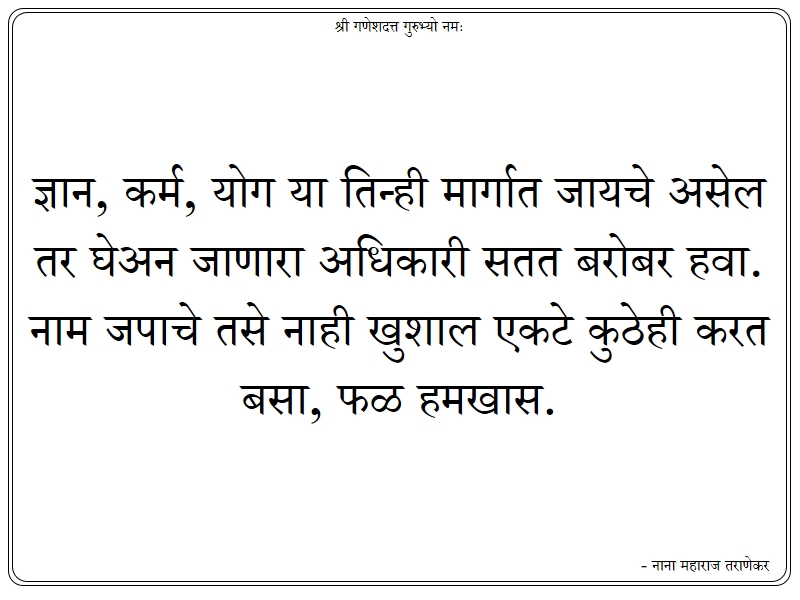 श्री गणेशदत्त गुरुभ्यो नमः
ज्ञान, कर्म, योग या तिन्ही मार्गात जायचे असेल
तर घेअन जाणारा अधिकारी सतत बरोबर हवा.
नाम जपाचे तसे नाही खुशाल एकटे कुठेही करत
बसा, फळ हमखास.
- नाना महाराज तराणेकर